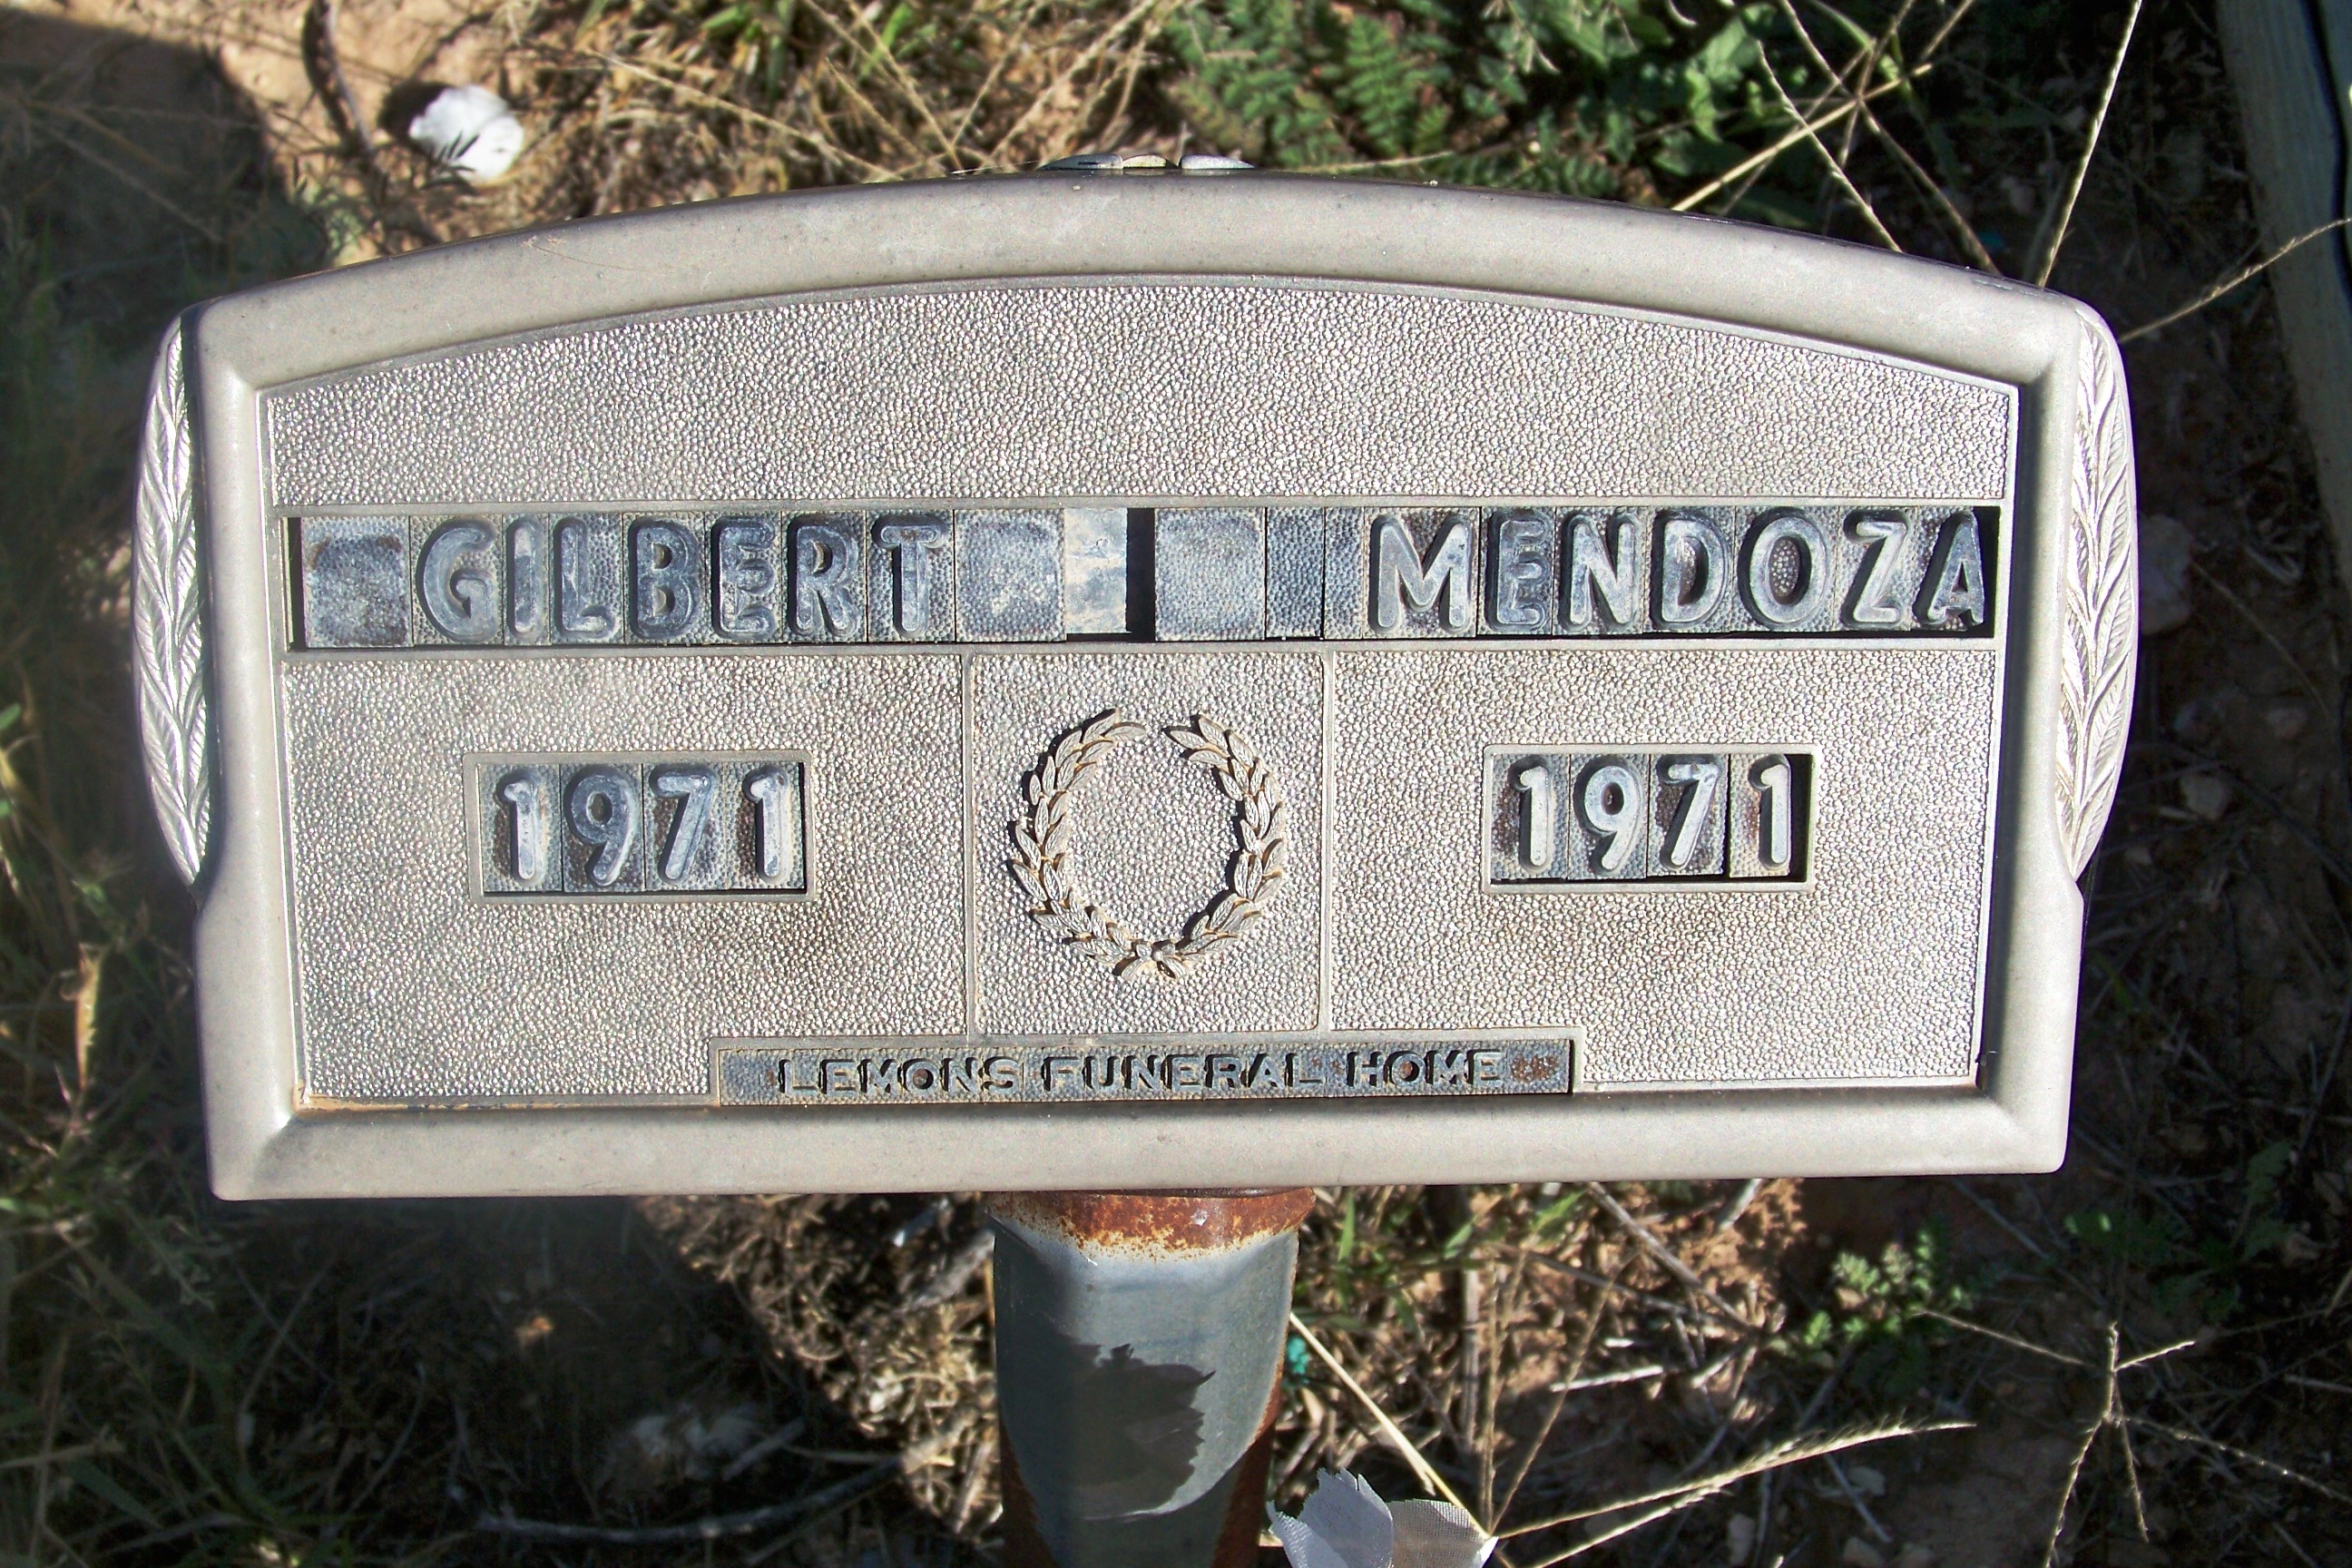 GILBERT MENDOZA
1971 1971
LEMONS FUNERAL HOME